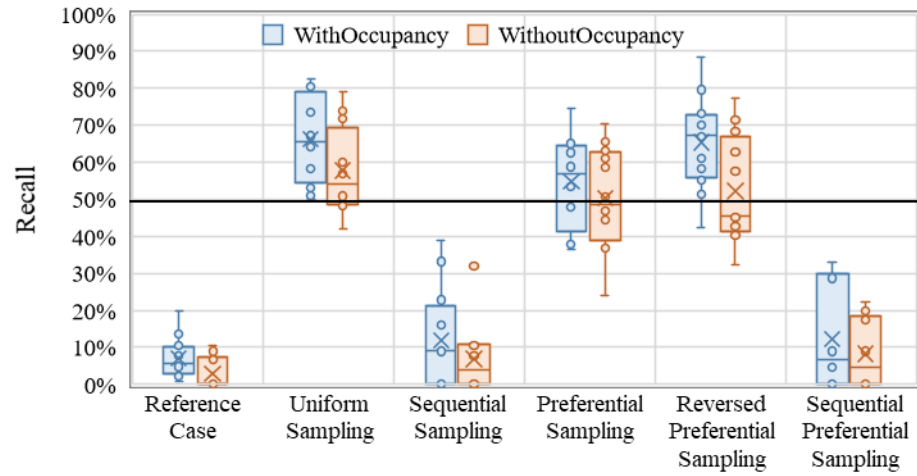 100%
90%
80%
70%
60%
50%
40%
30%
20%
10%
0%
Recall
WithOccupancy WithoutOccupancy
Reference
Case
Uniform
Sampling
Sequential
Sampling
Preferential
Sampling
Reversed
Preferential
Sampling
Sequential
Preferential
Sampling